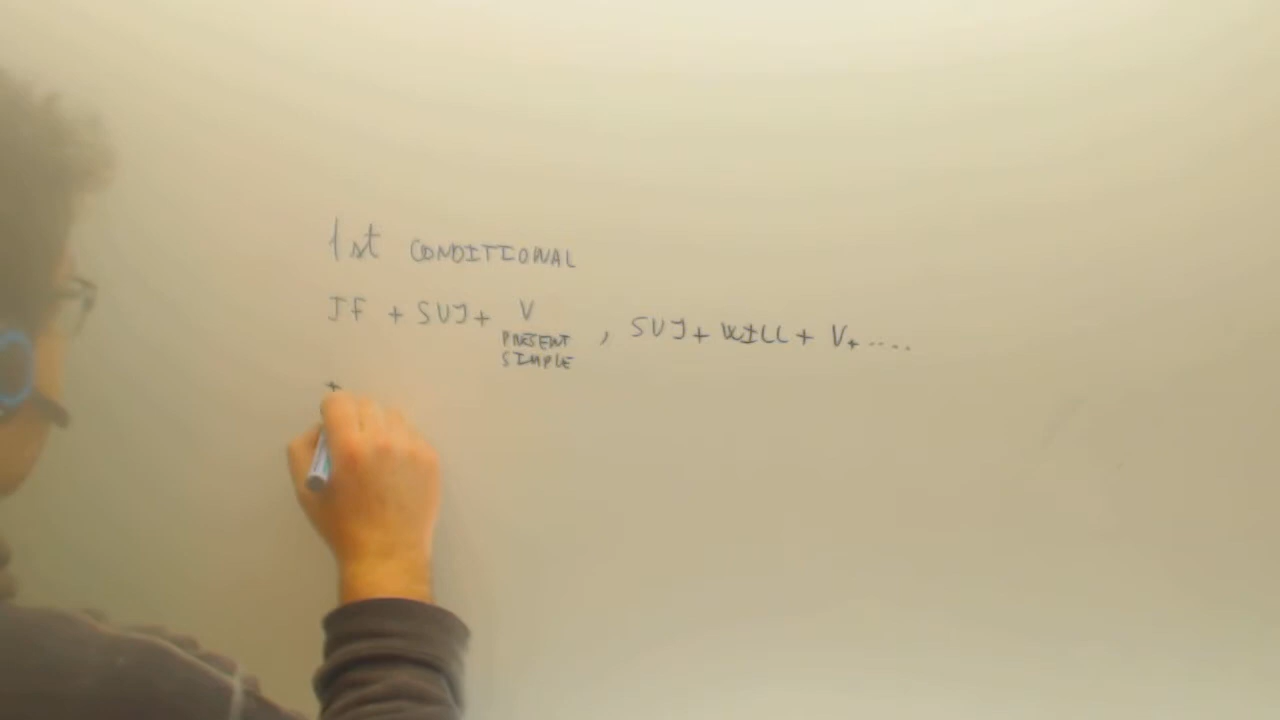 1st CONDITIONAL
IF + SUJ + V PRESENT SIMPLE , SUJ + WILL + V + ....
+